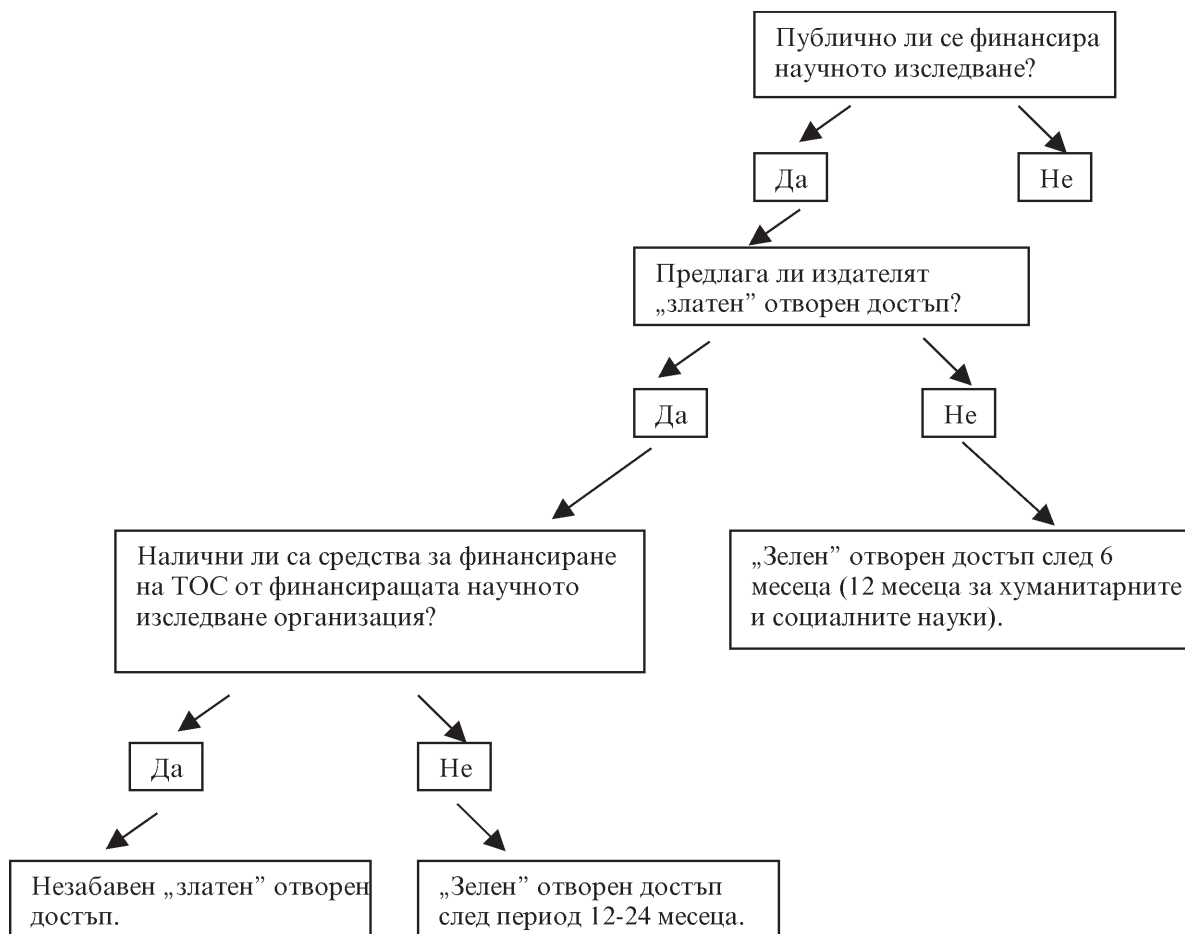 Публично ли се финансира
научното изследване?
Да
Не
Предлага ли издателят
„златен” отворен достъп?
Да
Не
Налични ли са средства за финансиране
на ТОС от финансиращата научното
изследване организация?
„Зелен” отворен достъп след 6
месеца (12 месеца за хуманитарните
и социалните науки).
Да
Не
Незабавен „златен” отворен
достъп.
„Зелен” отворен достъп
след период 12-24 месеца.